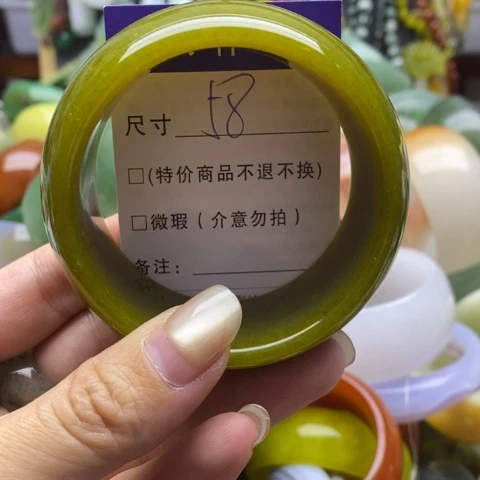 尺寸 58
□(特价商品不退不换)
□微瑕(介意勿拍)
备注: